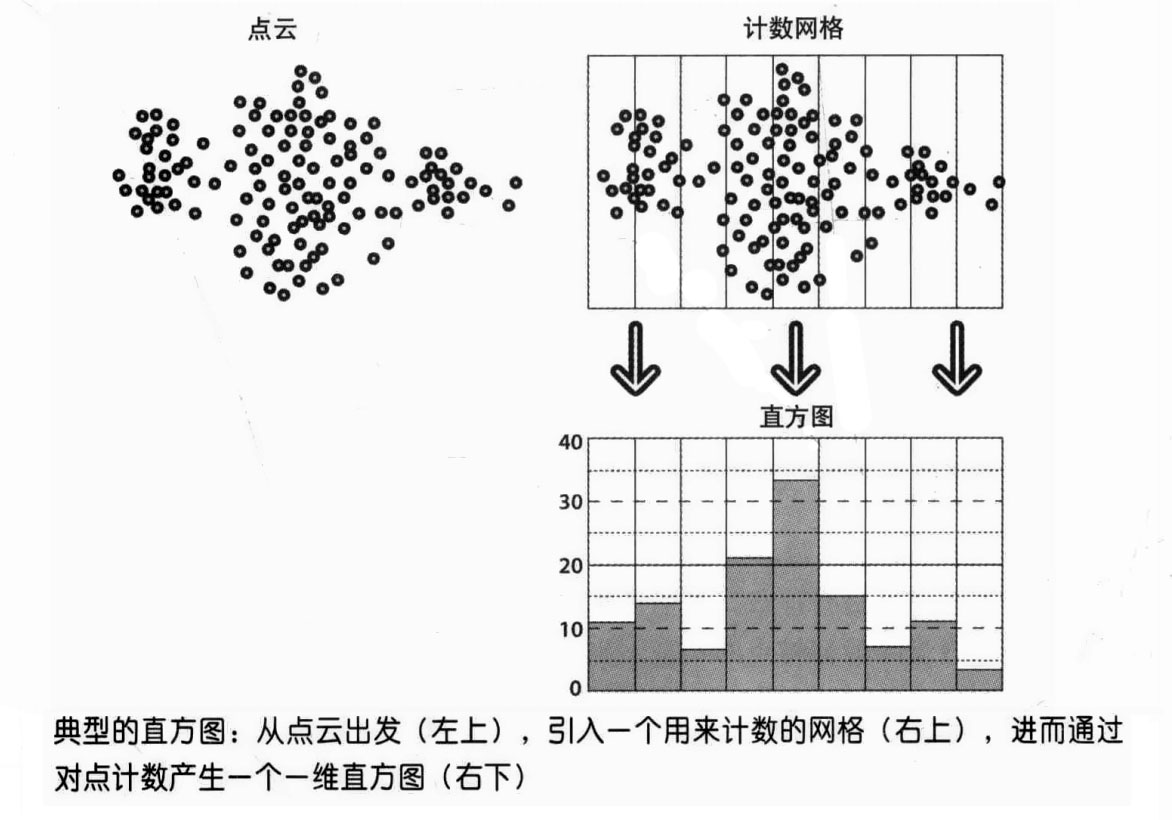 点云
计数网格
直方图
40
30
20
10
0
典型的直方图：从点云出发（左上），引入一个用来计数的网格（右上），进而通过
对点计数产生一个一维直方图（右下）